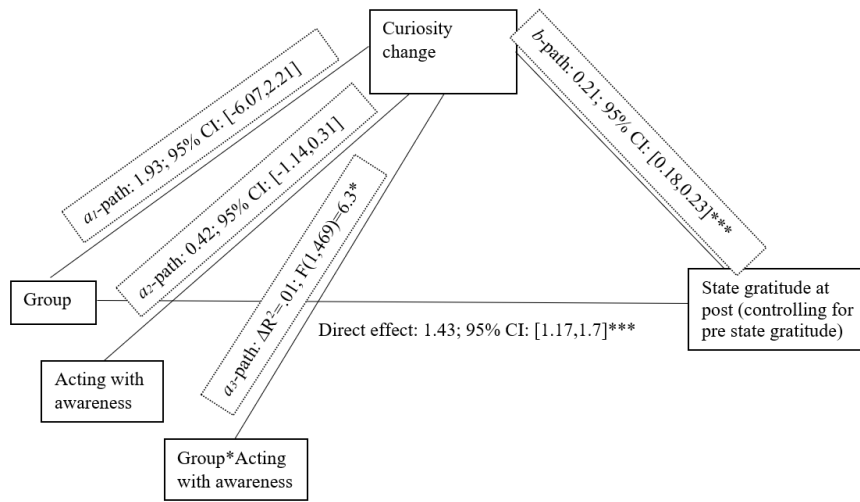 Curiosity
change
a1-path: 1.93; 95% CI: [-6.07,2.21]
a2-path: 0.42; 95% CI: [-1.14,0.31]
a3-path: ΔR²=.01; F(1,469)=6.3*
b-path: 0.21; 95% CI: [0.18,0.23]***
Group
State gratitude at
post (controlling for
pre state gratitude)
Direct effect: 1.43; 95% CI: [1.17,1.7]***
Acting with
awareness
Group*Acting
with awareness